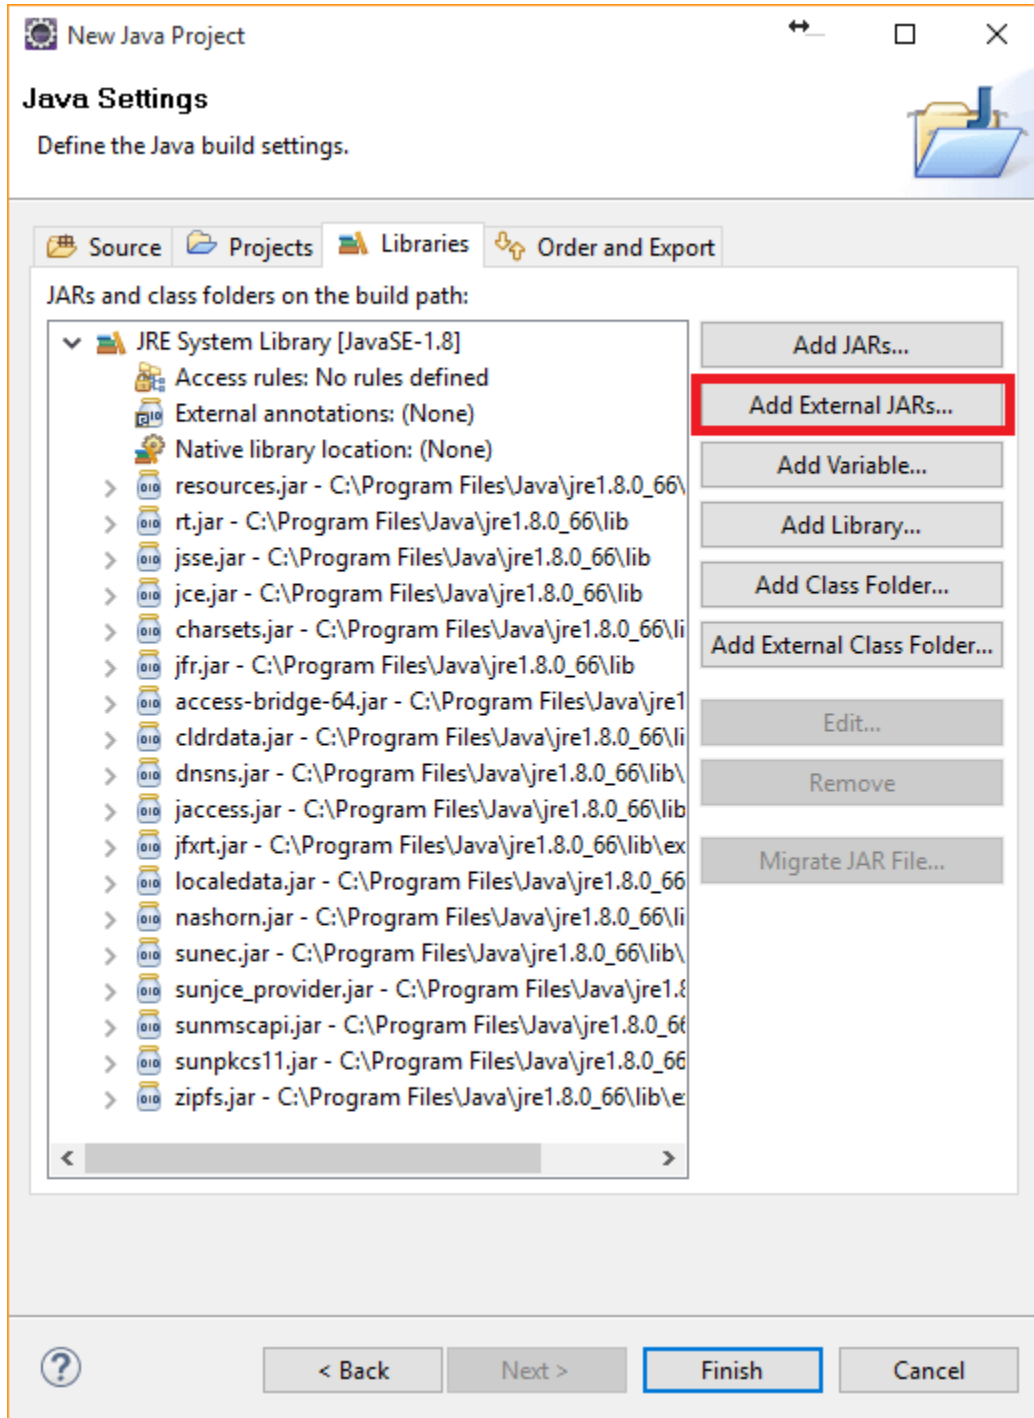 New Java Project
Java Settings
Define the Java build settings.
Source Projects Libraries Order and Export
JARs and class folders on the build path:
JRE System Library [JavaSE-1.8]
Access rules: No rules defined
External annotations: (None)
Native library location: (None)
resources.jar - C:\Program Files\Java\jre1.8.0_66\
rt.jar - C:\Program Files\Java\jre1.8.0_66\lib
jsse.jar - C:\Program Files\Java\jre1.8.0_66\lib
jce.jar - C:\Program Files\Java\jre1.8.0_66\lib
charsets.jar - C:\Program Files\Java\jre1.8.0_66\li
jfr.jar - C:\Program Files\Java\jre1.8.0_66\lib
access-bridge-64.jar - C:\Program Files\Java\jre1
cldrdata.jar - C:\Program Files\Java\jre1.8.0_66\li
dnsns.jar - C:\Program Files\Java\jre1.8.0_66\lib\
jaccess.jar - C:\Program Files\Java\jre1.8.0_66\lib
jfxrt.jar - C:\Program Files\Java\jre1.8.0_66\lib\ex
localedata.jar - C:\Program Files\Java\jre1.8.0_66
nashorn.jar - C:\Program Files\Java\jre1.8.0_66\li
sunec.jar - C:\Program Files\Java\jre1.8.0_66\lib\
sunjce_provider.jar - C:\Program Files\Java\jre1.8
sunmscapi.jar - C:\Program Files\Java\jre1.8.0_66
sunpkcs11.jar - C:\Program Files\Java\jre1.8.0_66
zipfs.jar - C:\Program Files\Java\jre1.8.0_66\lib\e
Add JARs...
Add External JARs...
Add Variable...
Add Library...
Add Class Folder...
Add External Class Folder...
Edit...
Remove
Migrate JAR File...
< Back Next > Finish Cancel